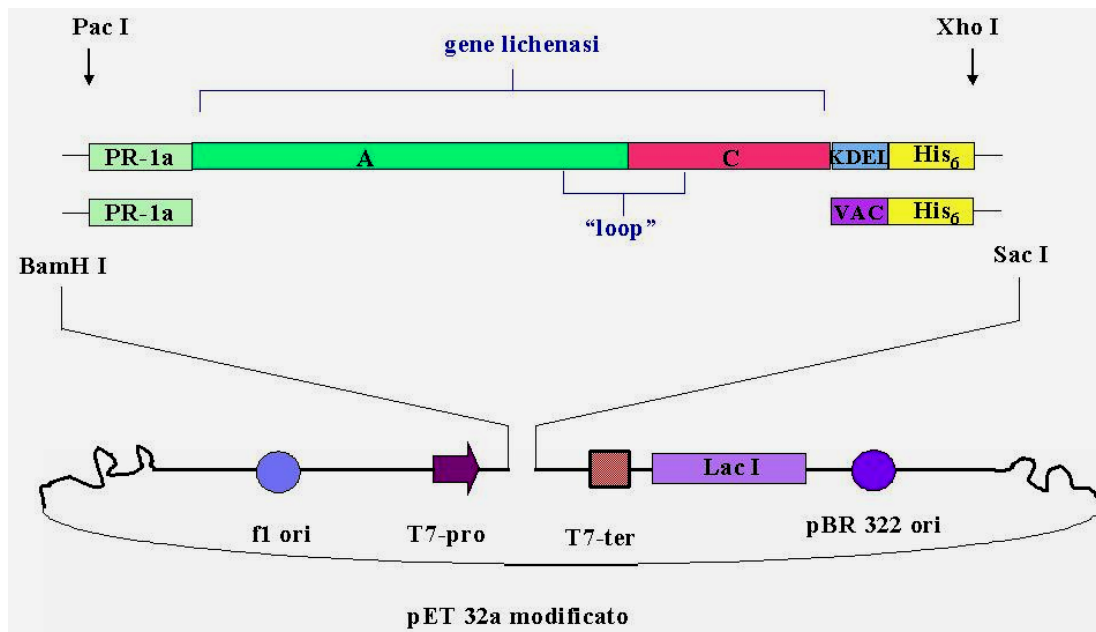 Pac I
Xho I
gene lichenasi
PR-1a A C KDEL His6
"loop"
PR-1a VAC His6
BamH I
Sac I
Lac I
f1 ori T7-pro T7-ter pBR 322 ori
pET 32a modificato